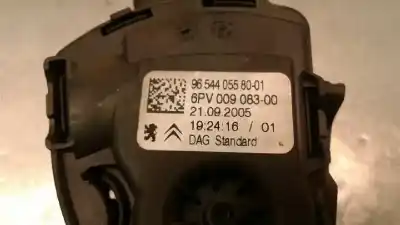 96 544 055 80-01
6PV 009 083-00
21.09.2005
19:24:16 / 01
DAG Standard